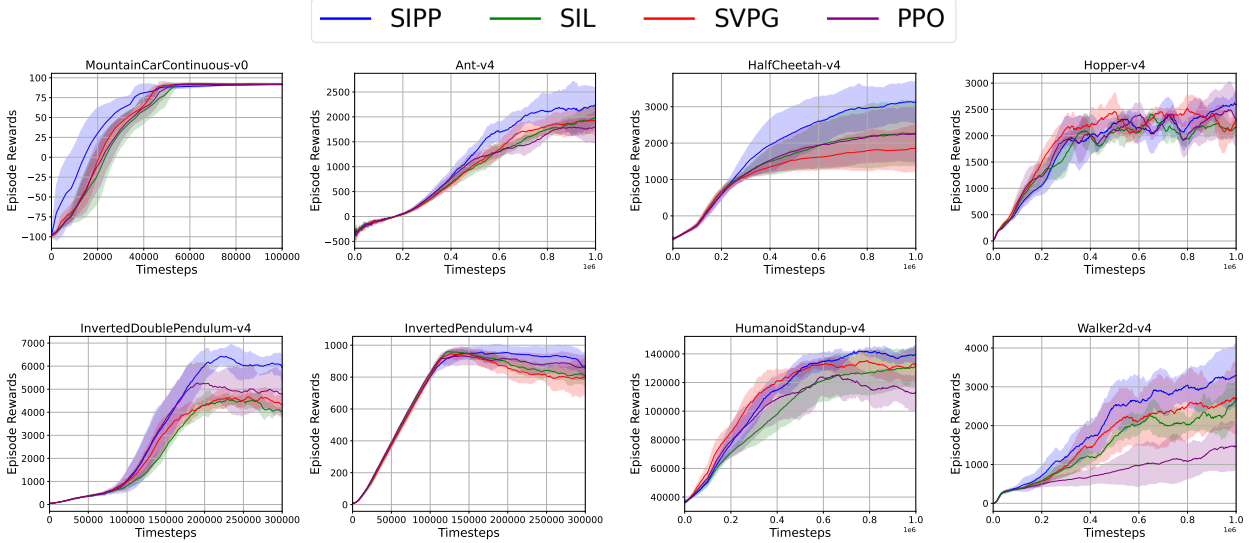 SIPP SIL SVPG PPO
MountainCarContinuous-v0
Episode Rewards
100
75
50
25
0
−25
−50
−75
−100
0 20000 40000 60000 80000 100000
Timesteps
Ant-v4
Episode Rewards
2500
2000
1500
1000
500
0
−500
0.0 0.2 0.4 0.6 0.8 1.0
1e6
Timesteps
HalfCheetah-v4
Episode Rewards
3000
2000
1000
0
0.0 0.2 0.4 0.6 0.8 1.0
1e6
Timesteps
Hopper-v4
Episode Rewards
3000
2500
2000
1500
1000
500
0
0.0 0.2 0.4 0.6 0.8 1.0
1e6
Timesteps
InvertedDoublePendulum-v4
Episode Rewards
7000
6000
5000
4000
3000
2000
1000
0
0 50000 100000 150000 200000 250000 300000
Timesteps
InvertedPendulum-v4
Episode Rewards
1000
800
600
400
200
0
0 50000 100000 150000 200000 250000 300000
Timesteps
HumanoidStandup-v4
Episode Rewards
140000
120000
100000
80000
60000
40000
0.0 0.2 0.4 0.6 0.8 1.0
1e6
Timesteps
Walker2d-v4
Episode Rewards
4000
3000
2000
1000
0
0.0 0.2 0.4 0.6 0.8 1.0
1e6
Timesteps